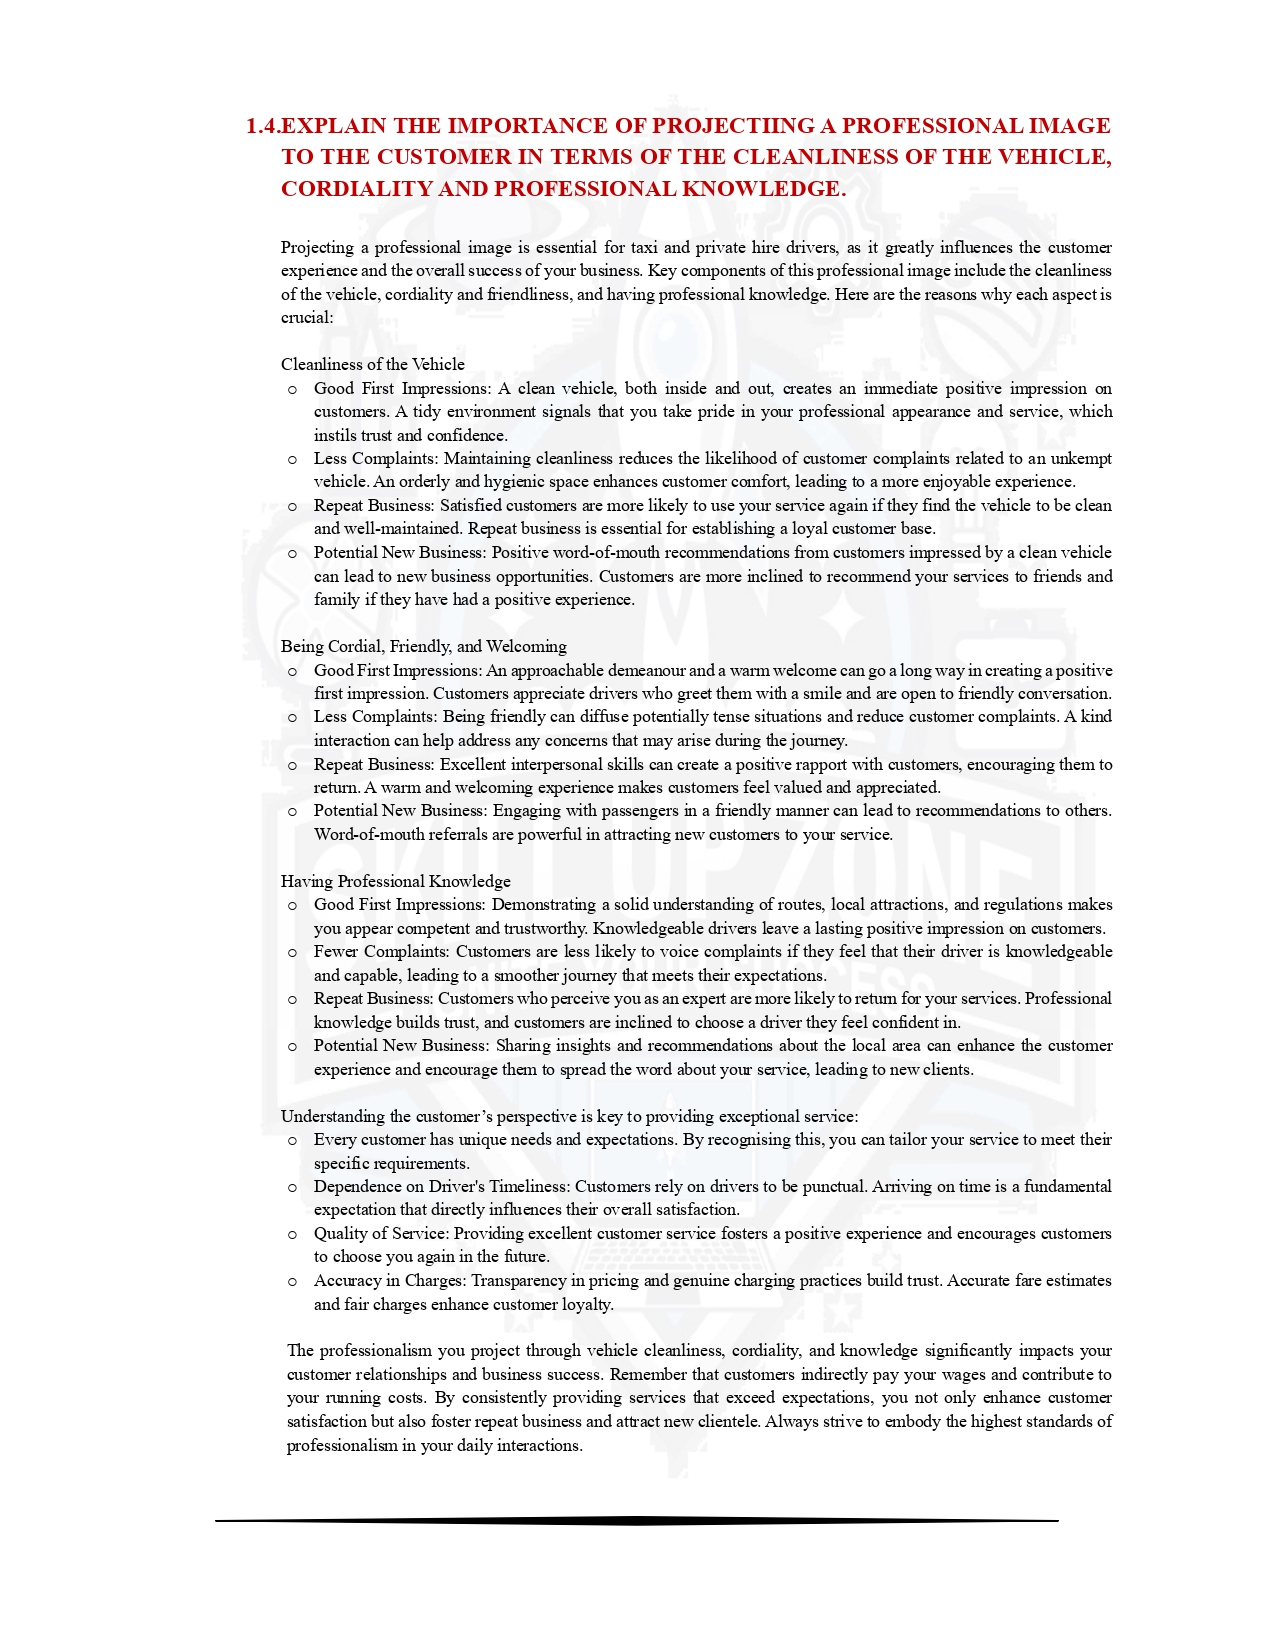 1.4.EXPLAIN THE IMPORTANCE OF PROJECTIING A PROFESSIONAL IMAGE
TO THE CUSTOMER IN TERMS OF THE CLEANLINESS OF THE VEHICLE,
CORDIALITY AND PROFESSIONAL KNOWLEDGE.
Projecting a professional image is essential for taxi and private hire drivers, as it greatly influences the customer
experience and the overall success of your business. Key components of this professional image include the cleanliness
of the vehicle, cordiality and friendliness, and having professional knowledge. Here are the reasons why each aspect is
crucial:
Cleanliness of the Vehicle
o Good First Impressions: A clean vehicle, both inside and out, creates an immediate positive impression on
customers. A tidy environment signals that you take pride in your professional appearance and service, which
instils trust and confidence.
o Less Complaints: Maintaining cleanliness reduces the likelihood of customer complaints related to an unkempt
vehicle. An orderly and hygienic space enhances customer comfort, leading to a more enjoyable experience.
o Repeat Business: Satisfied customers are more likely to use your service again if they find the vehicle to be clean
and well-maintained. Repeat business is essential for establishing a loyal customer base.
o Potential New Business: Positive word-of-mouth recommendations from customers impressed by a clean vehicle
can lead to new business opportunities. Customers are more inclined to recommend your services to friends and
family if they have had a positive experience.
Being Cordial, Friendly, and Welcoming
o Good First Impressions: An approachable demeanour and a warm welcome can go a long way in creating a positive
first impression. Customers appreciate drivers who greet them with a smile and are open to friendly conversation.
o Less Complaints: Being friendly can diffuse potentially tense situations and reduce customer complaints. A kind
interaction can help address any concerns that may arise during the journey.
o Repeat Business: Excellent interpersonal skills can create a positive rapport with customers, encouraging them to
return. A warm and welcoming experience makes customers feel valued and appreciated.
o Potential New Business: Engaging with passengers in a friendly manner can lead to recommendations to others.
Word-of-mouth referrals are powerful in attracting new customers to your service.
SKILL UP ZONE
Having Professional Knowledge
o Good First Impressions: Demonstrating a solid understanding of routes, local attractions, and regulations makes
you appear competent and trustworthy. Knowledgeable drivers leave a lasting positive impression on customers.
o Fewer Complaints: Customers are less likely to voice complaints if they feel that their driver is knowledgeable
and capable, leading to a smoother journey that meets their expectations.
IGNITE YOUR SUCCESS
o Repeat Business: Customers who perceive you as an expert are more likely to return for your services. Professional
knowledge builds trust, and customers are inclined to choose a driver they feel confident in.
o Potential New Business: Sharing insights and recommendations about the local area can enhance the customer
experience and encourage them to spread the word about your service, leading to new clients.
Understanding the customer’s perspective is key to providing exceptional service:
o Every customer has unique needs and expectations. By recognising this, you can tailor your service to meet their
specific requirements.
o Dependence on Driver's Timeliness: Customers rely on drivers to be punctual. Arriving on time is a fundamental
expectation that directly influences their overall satisfaction.
o Quality of Service: Providing excellent customer service fosters a positive experience and encourages customers
to choose you again in the future.
o Accuracy in Charges: Transparency in pricing and genuine charging practices build trust. Accurate fare estimates
and fair charges enhance customer loyalty.
The professionalism you project through vehicle cleanliness, cordiality, and knowledge significantly impacts your
customer relationships and business success. Remember that customers indirectly pay your wages and contribute to
your running costs. By consistently providing services that exceed expectations, you not only enhance customer
satisfaction but also foster repeat business and attract new clientele. Always strive to embody the highest standards of
professionalism in your daily interactions.